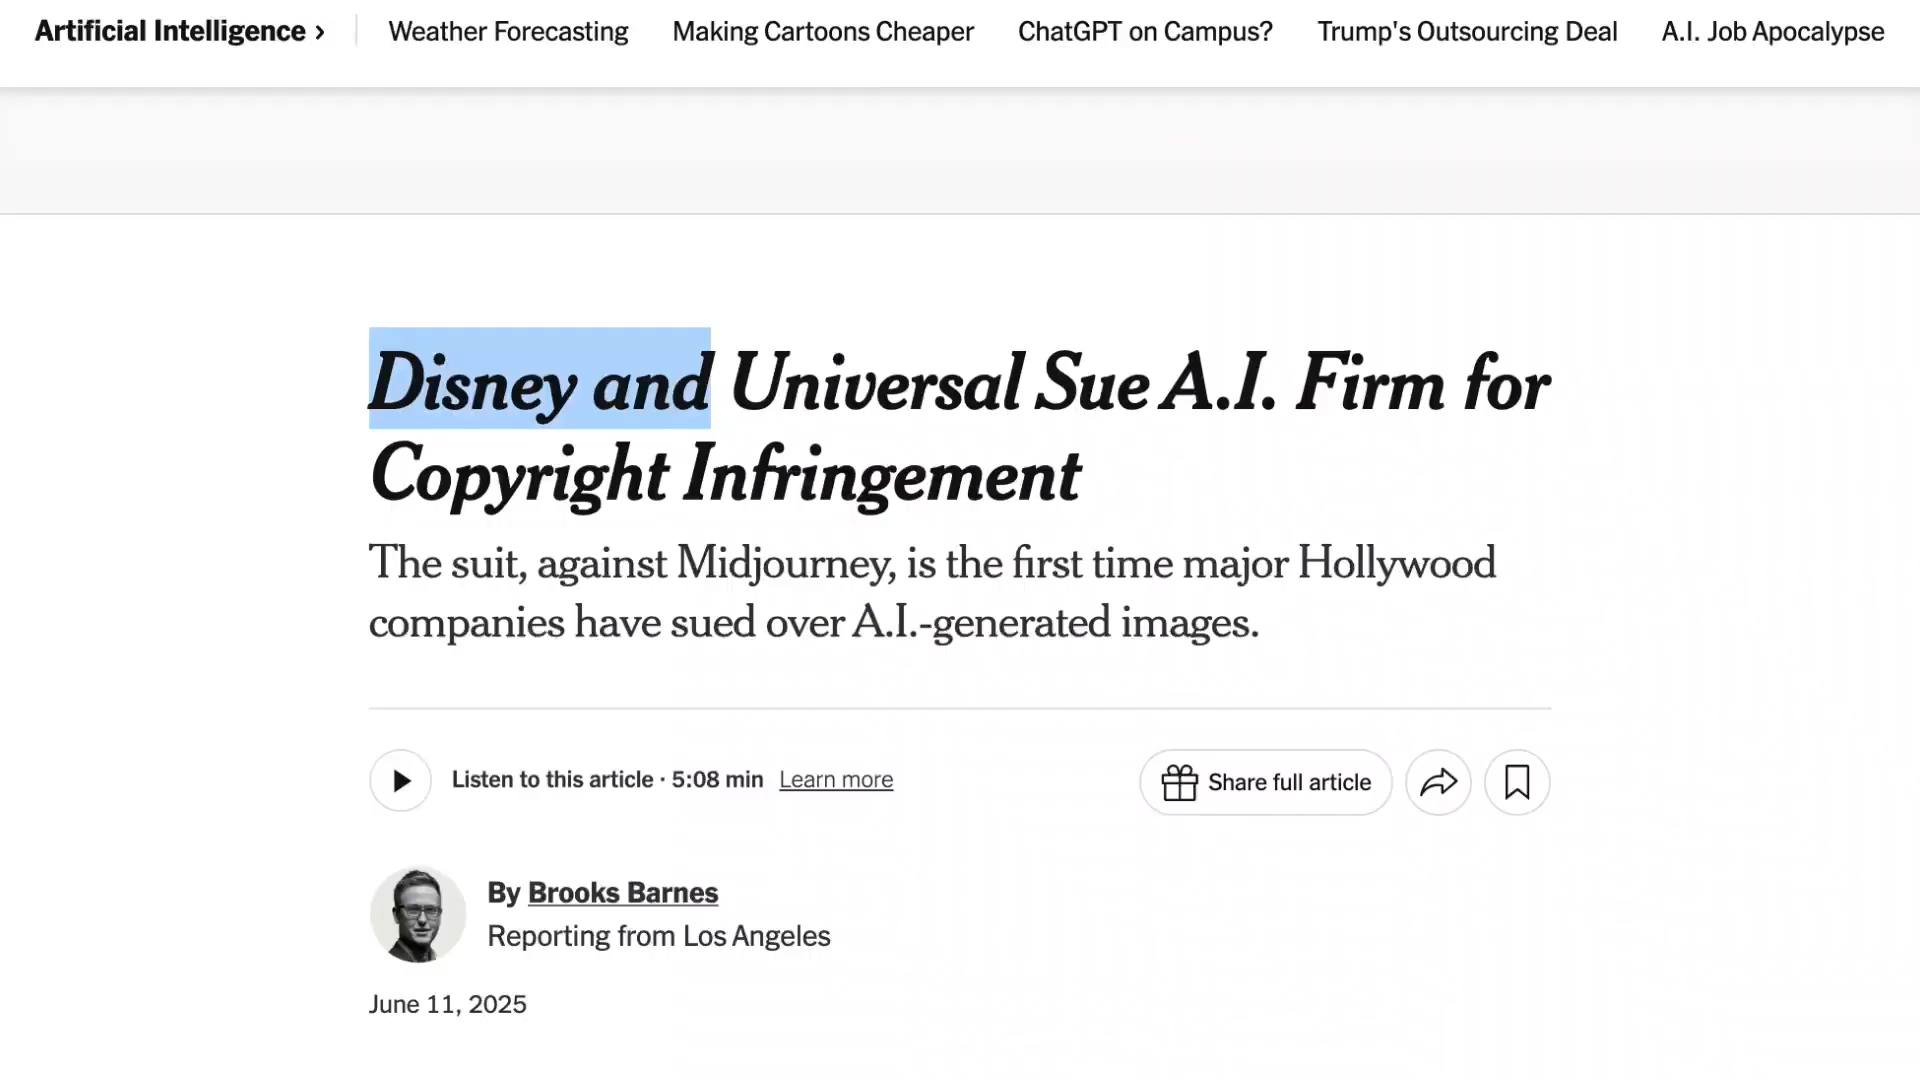 Artificial Intelligence › Weather Forecasting Making Cartoons Cheaper ChatGPT on Campus? Trump's Outsourcing Deal A.I. Job Apocalypse
Disney and Universal Sue A.I. Firm for
Copyright Infringement
The suit, against Midjourney, is the first time major Hollywood
companies have sued over A.I.-generated images.
Listen to this article · 5:08 min Learn more Share full article
By Brooks Barnes
Reporting from Los Angeles
June 11, 2025